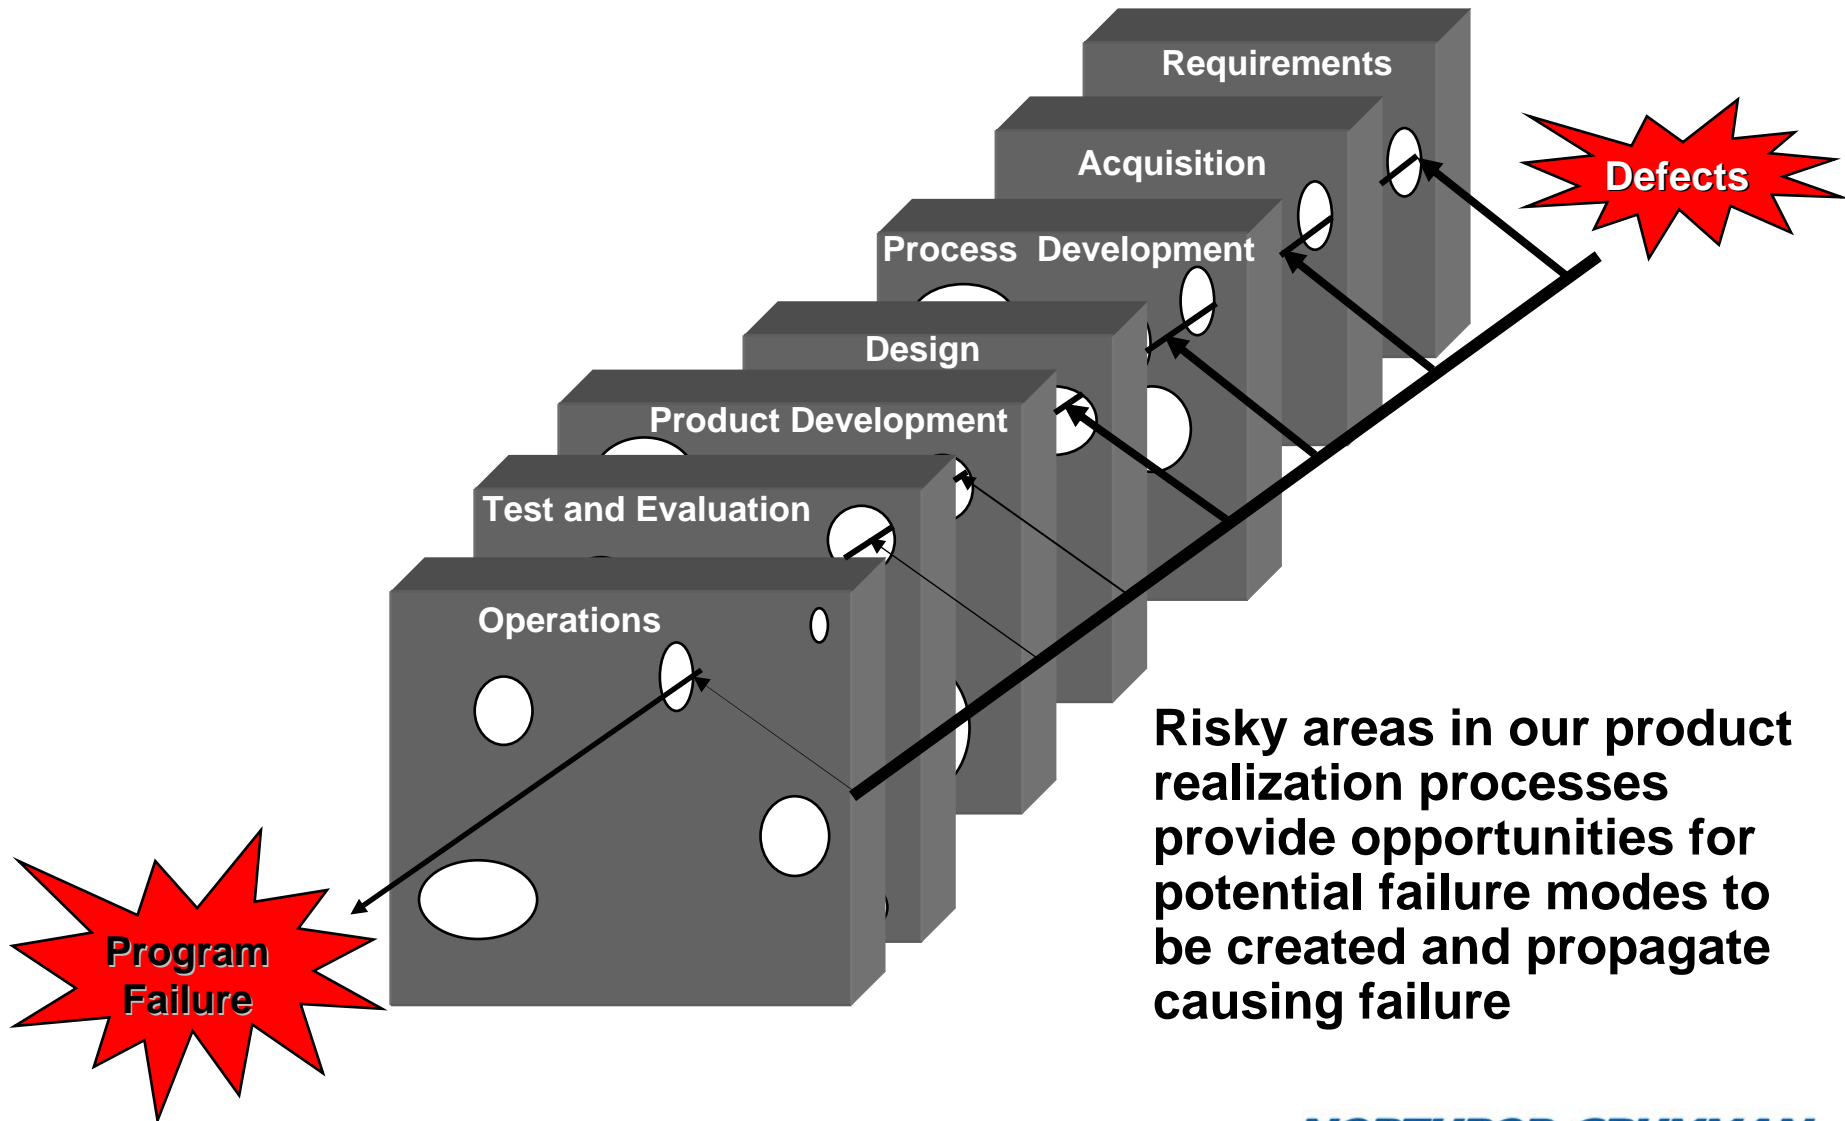 Requirements
Acquisition
Defects
Process Development
Design
Product Development
Test and Evaluation
Operations
Risky areas in our product
realization processes
provide opportunities for
potential failure modes to
be created and propagate
causing failure
Program
Failure